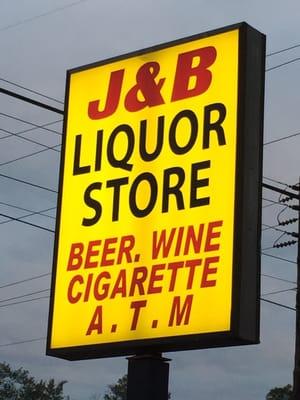 J&B
LIQUOR
STORE
BEER. WINE
CIGARETTE
A . T . M